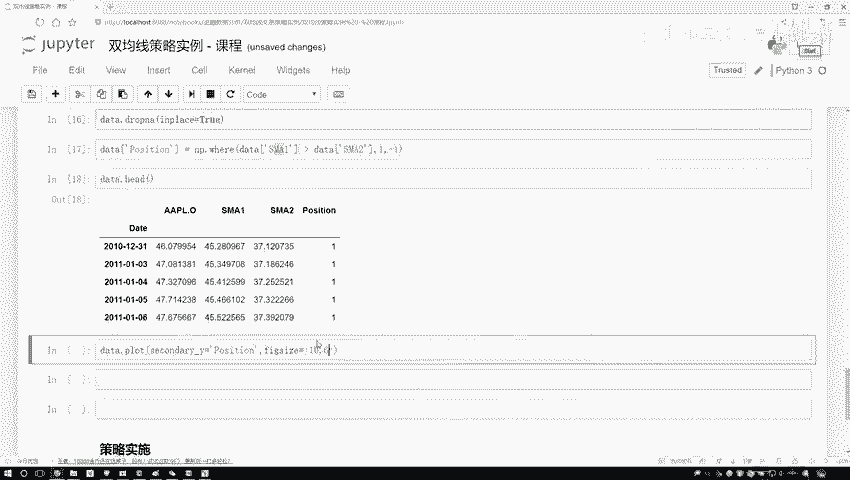 双均线策略实例 - 课程
jupyter 双均线策略实例 - 课程 (unsaved changes)
File Edit View Insert Cell Kernel Widgets Help
Trusted Python 3
Code
In [16] data.dropna(inplace=True)
In [17] data['Position'] = np.where(data['SMA1'] > data['SMA2'],1,-1)
In [18] data.head()
Out[18]
AAPL.O SMA1 SMA2 Position
Date
2010-12-31 46.079954 45.280967 37.120735 1
2011-01-03 47.081381 45.349708 37.186246 1
2011-01-04 47.327096 45.412599 37.252521 1
2011-01-05 47.714238 45.466102 37.322266 1
2011-01-06 47.675667 45.522565 37.392079 1
In [ ] data.plot(secondary_y='Position',figsize=(10,6))
In [ ]
In [ ]
策略实施